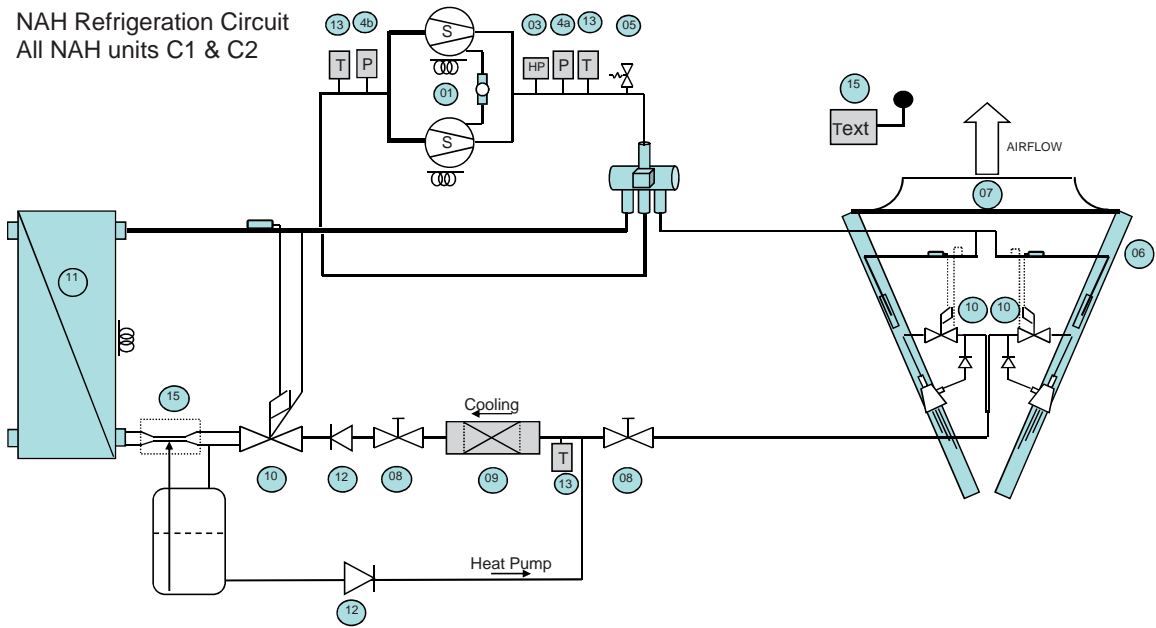 NAH Refrigeration Circuit
All NAH units C1 & C2
13 4b 03 4a 13 05
S
T P HP P T
01
S
15
Text
AIRFLOW
07
06
11
10 10
15
Cooling
T
10 12 08 09 13 08
Heat Pump
12